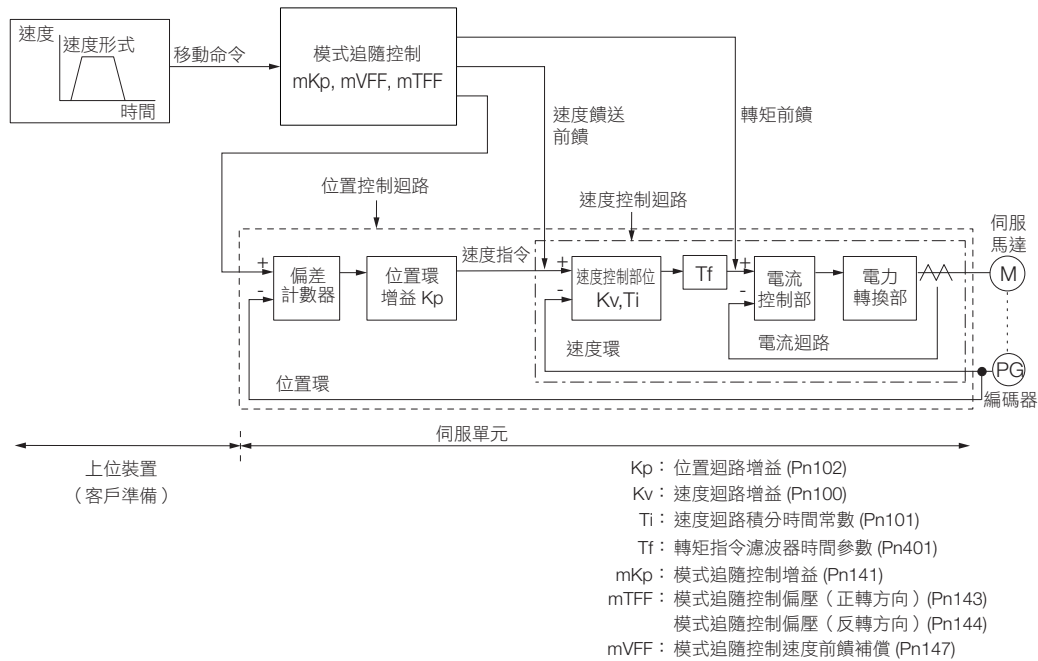 速度
速度形式
時間
移動命令
模式追隨控制
mKp, mVFF, mTFF
速度饋送
前饋
轉矩前饋
位置控制迴路
速度控制迴路
伺服
馬達
+
-
偏差
計數器
位置環
增益 Kp
速度指令
+
-
速度控制部位
Kv,Ti
Tf
+
-
電流
控制部
電力
轉換部
M
速度環
電流迴路
位置環
PG
編碼器
伺服單元
上位裝置
（客戶準備）
Kp：位置迴路增益 (Pn102)
Kv：速度迴路增益 (Pn100)
Ti：速度迴路積分時間常數 (Pn101)
Tf：轉矩指令濾波器時間參數 (Pn401)
mKp：模式追隨控制增益 (Pn141)
mTFF：模式追隨控制偏壓（正轉方向）(Pn143)
模式追隨控制偏壓（反轉方向）(Pn144)
mVFF：模式追隨控制速度前饋補償 (Pn147)